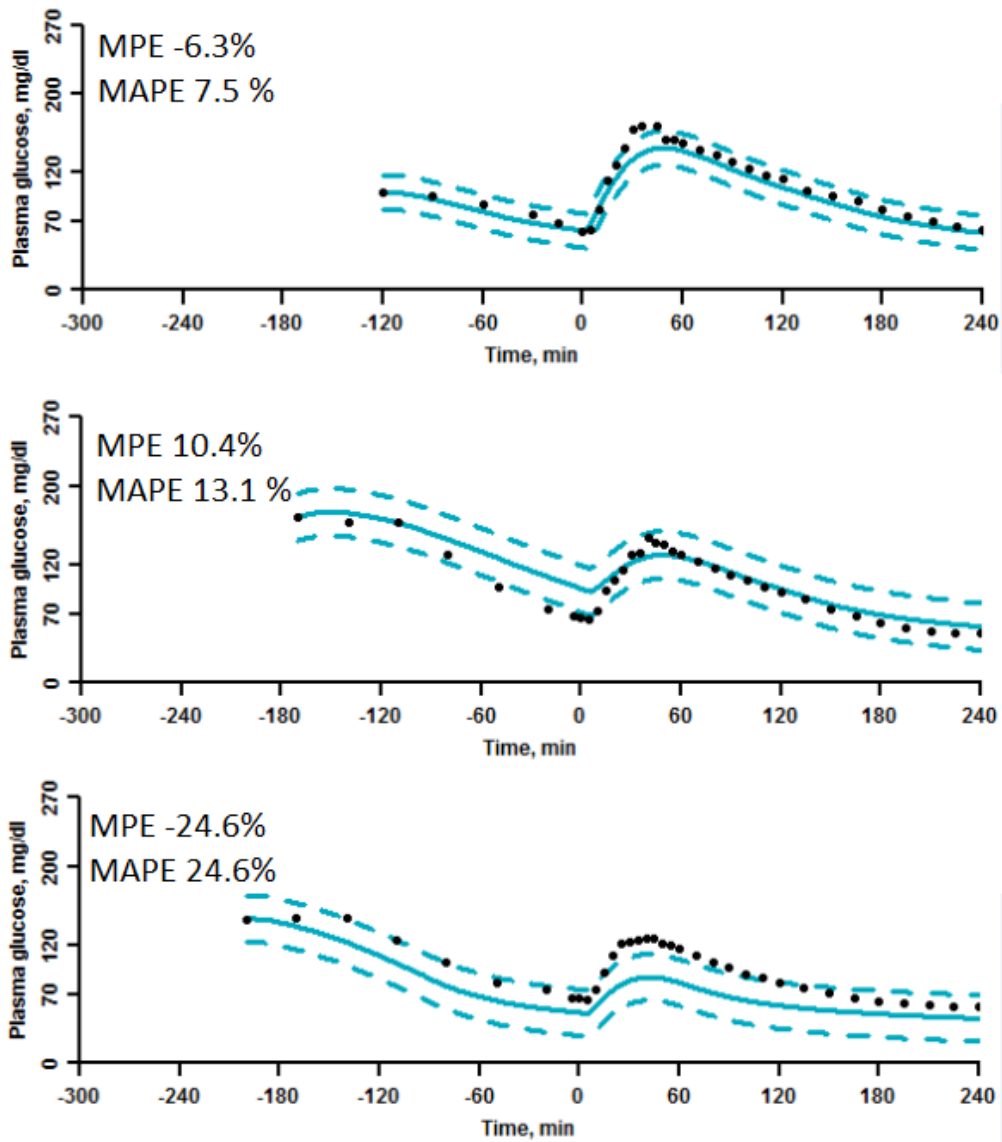 MPE -6.3%
MAPE 7.5 %
Plasma glucose, mg/dl
270
200
120
70
0
-300 -240 -180 -120 -60 0 60 120 180 240
Time, min
MPE 10.4%
MAPE 13.1 %
Plasma glucose, mg/dl
270
200
120
70
0
-300 -240 -180 -120 -60 0 60 120 180 240
Time, min
MPE -24.6%
MAPE 24.6%
Plasma glucose, mg/dl
270
200
120
70
0
-300 -240 -180 -120 -60 0 60 120 180 240
Time, min